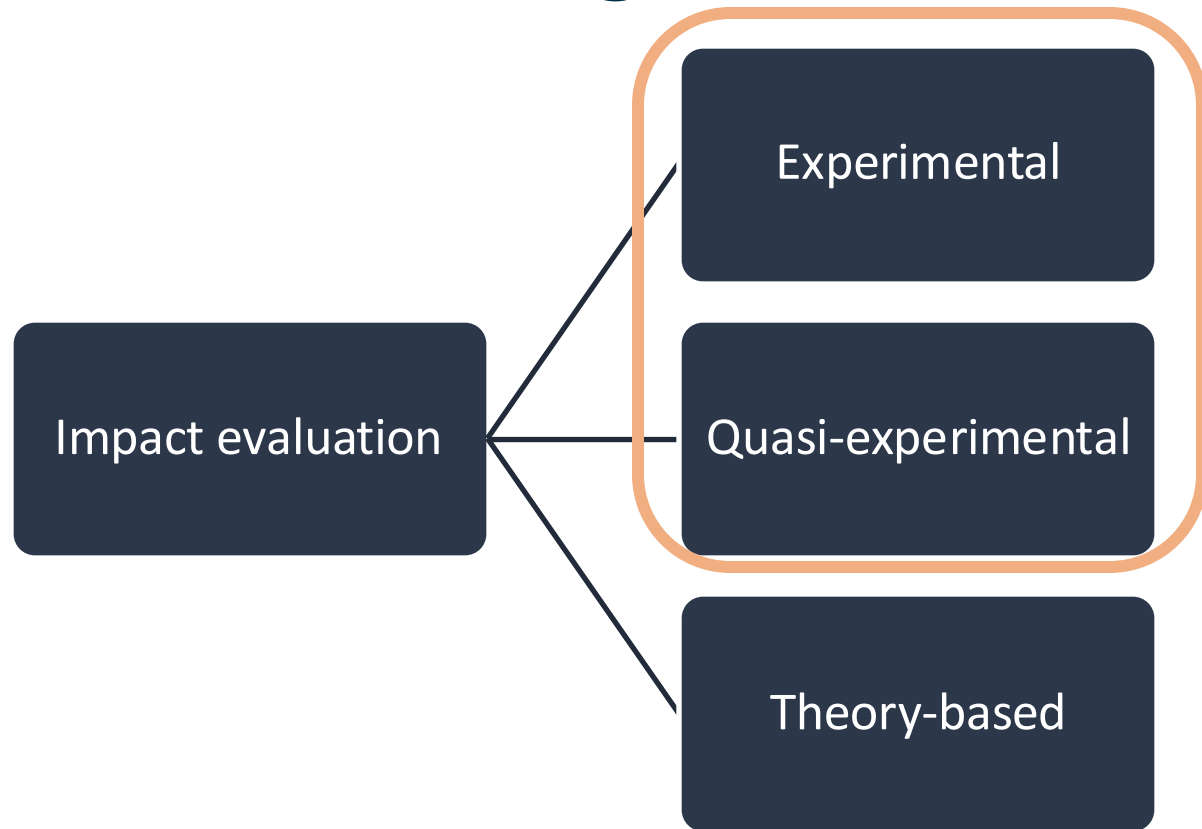 Experimental
Impact evaluation
Quasi-experimental
Theory-based